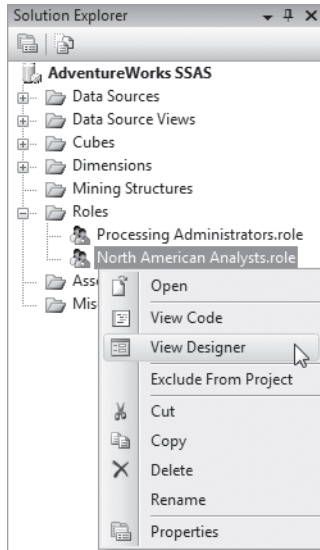 Solution Explorer
AdventureWorks SSAS
Data Sources
Data Source Views
Cubes
Dimensions
Mining Structures
Roles
Processing Administrators.role
North American Analysts.role
Ass
Mis
Open
View Code
View Designer
Exclude From Project
Cut
Copy
Delete
Rename
Properties